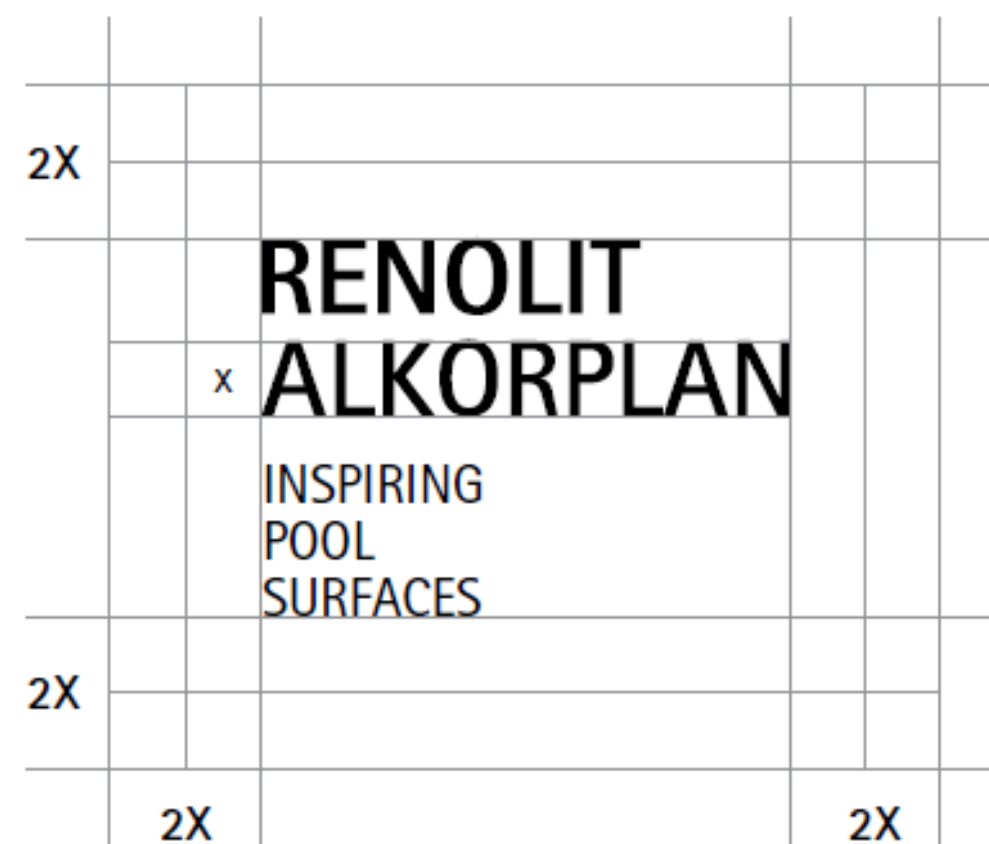 2X
RENOLIT
x ALKORPLAN
INSPIRING
POOL
SURFACES
2X
2X 2X